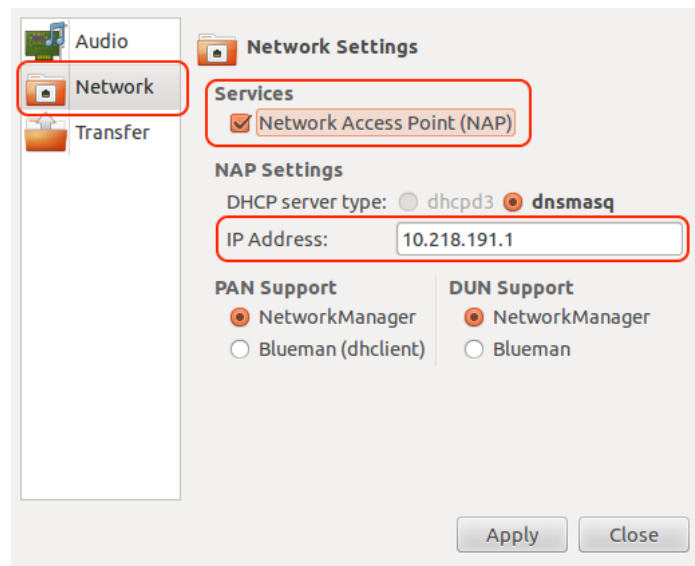 Audio
Network
Transfer
Network Settings
Services
Network Access Point (NAP)
NAP Settings
DHCP server type: dhcpd3 dnsmasq
IP Address: 10.218.191.1
PAN Support
NetworkManager
Blueman (dhclient)
DUN Support
NetworkManager
Blueman
Apply
Close